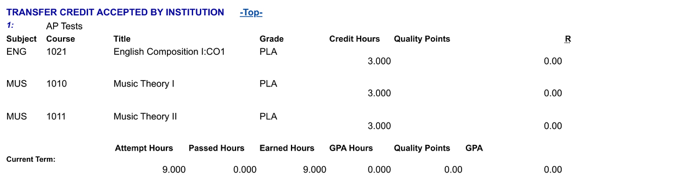 TRANSFER CREDIT ACCEPTED BY INSTITUTION -Top-
1: AP Tests
Subject Course Title Grade Credit Hours Quality Points R
ENG 1021 English Composition I:CO1 PLA
3.000 0.00
MUS 1010 Music Theory I PLA
3.000 0.00
MUS 1011 Music Theory II PLA
3.000 0.00
Attempt Hours Passed Hours Earned Hours GPA Hours Quality Points GPA
Current Term:
9.000 0.000 9.000 0.000 0.00 0.00